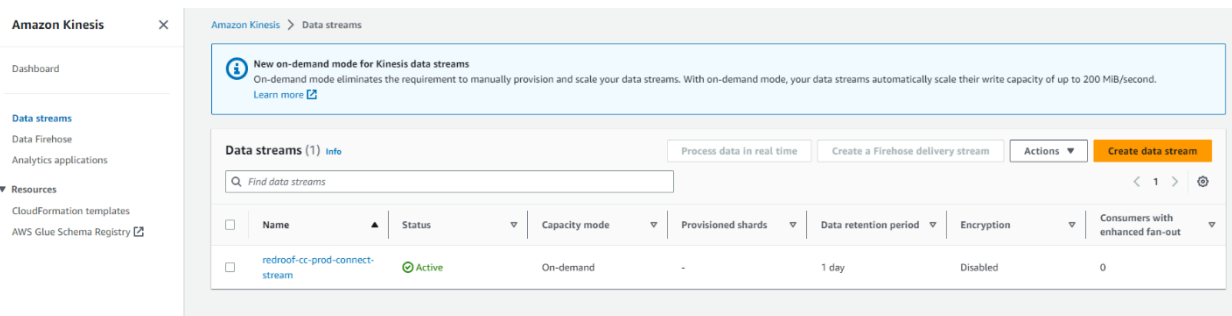 Amazon Kinesis
Dashboard
Data streams
Data Firehose
Analytics applications
Resources
CloudFormation templates
AWS Glue Schema Registry
Amazon Kinesis > Data streams
New on-demand mode for Kinesis data streams
On-demand mode eliminates the requirement to manually provision and scale your data streams. With on-demand mode, your data streams automatically scale their write capacity of up to 200 MiB/second.
Learn more
Data streams (1) Info
Process data in real time
Create a Firehose delivery stream
Actions
Create data stream
Find data streams
< 1 >
Name Status Capacity mode Provisioned shards Data retention period Encryption Consumers with
enhanced fan-out
redroof-cc-prod-connect-
stream
Active On-demand - 1 day Disabled 0